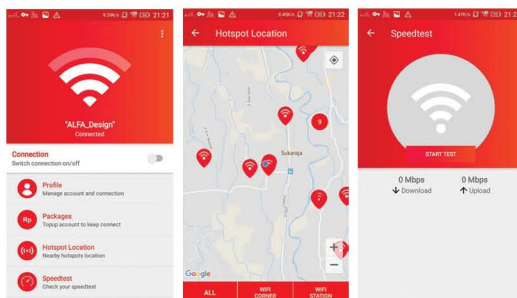 21:21
"ALFA_Design"
Connected
Connection
Switch connection on/off
Profile
Manage account and connection
Rp
Packages
Topup account to keep connect
Hotspot Location
Nearby hotspots location
Speedtest
Check your speedtest
21:22
Hotspot Location
9
Sukaraja
Google
+
−
ALL
WIFI
CORNER
WIFI
STATION
Speedtest
START TEST
0 Mbps
Download
0 Mbps
Upload